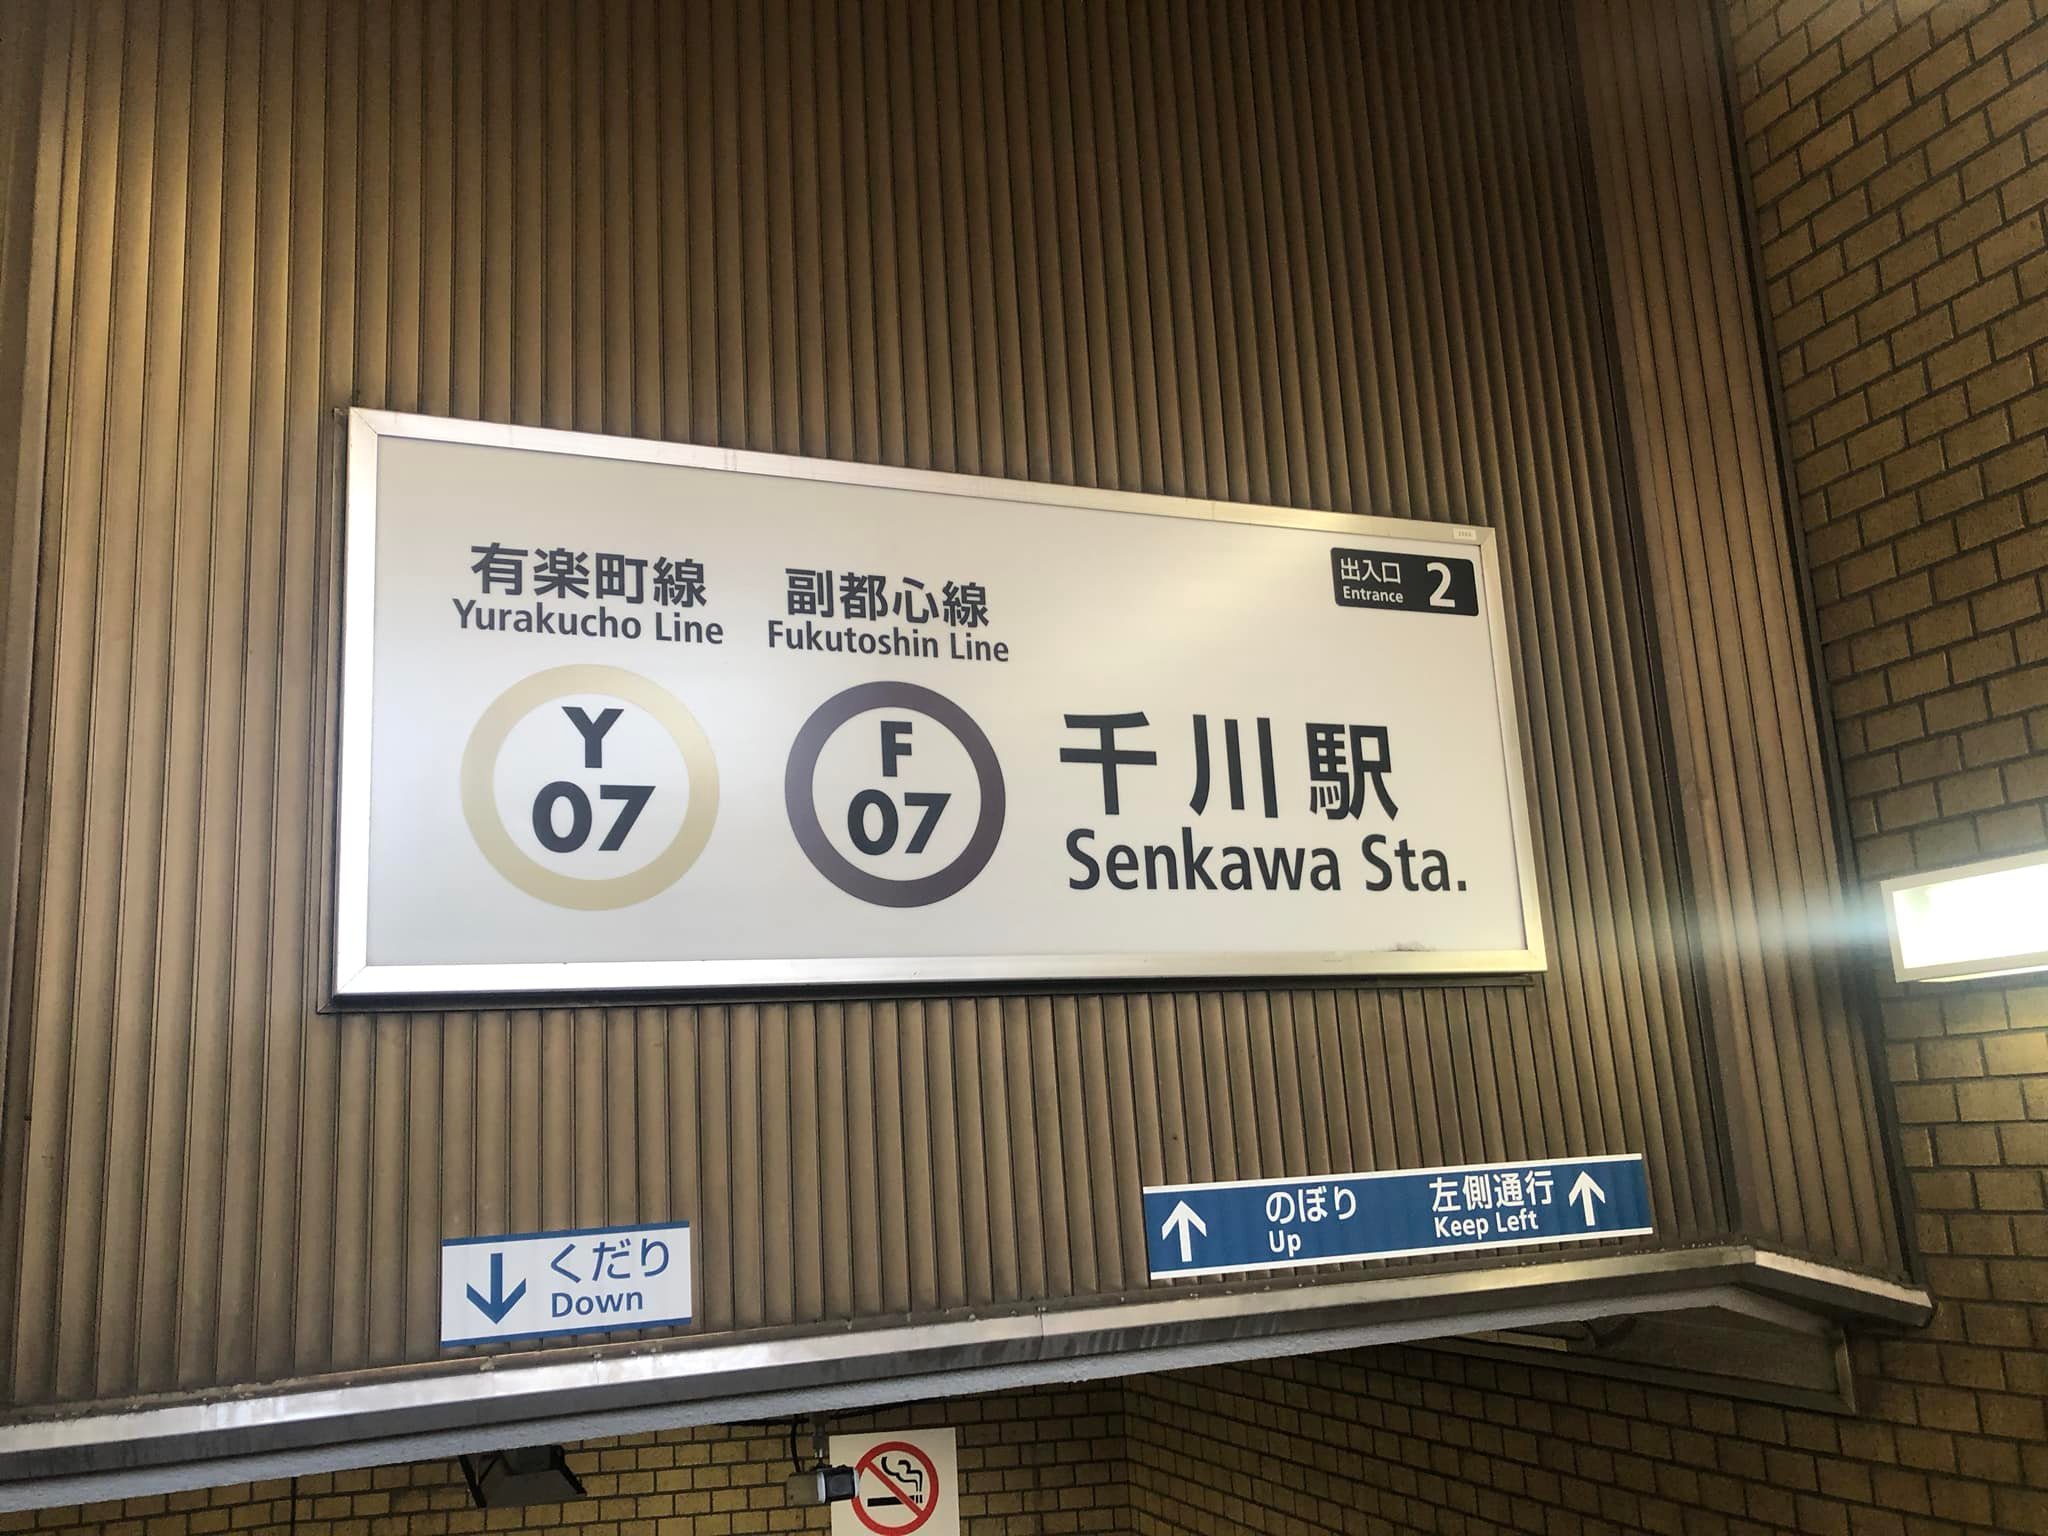 有楽町線
Yurakucho Line
副都心線
Fukutoshin Line
出入口
Entrance
2
Y
07
F
07
千川駅
Senkawa Sta.
くだり
Down
のぼり
Up
左側通行
Keep Left